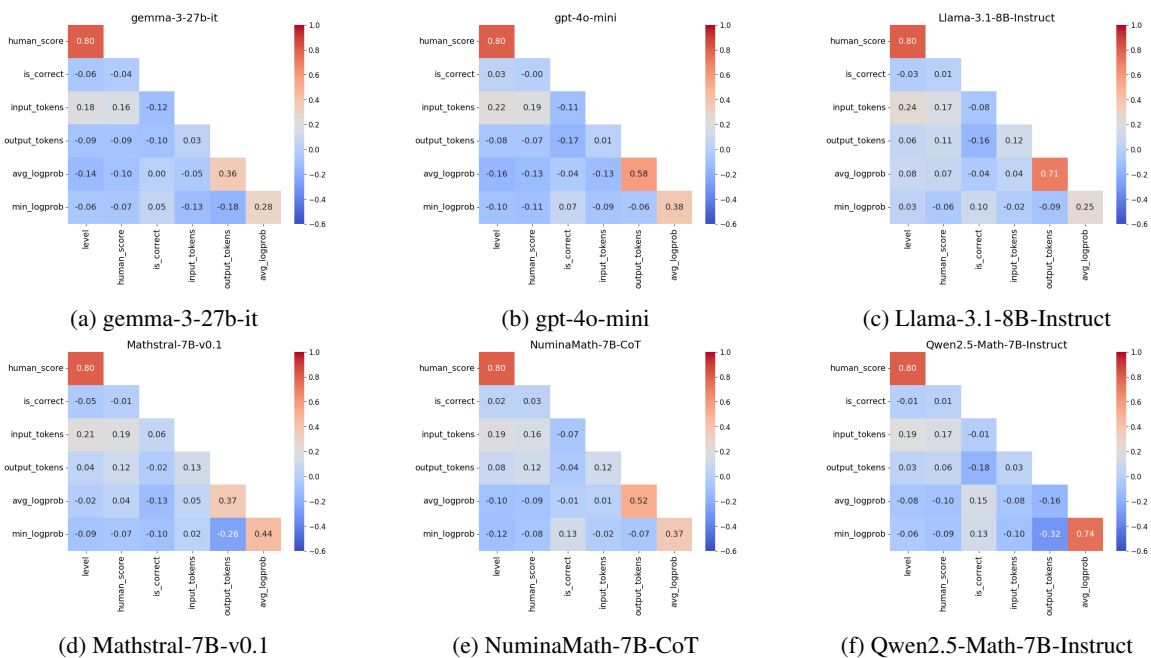 gemma-3-27b-it
human_score 0.80
is_correct -0.06 -0.04
input_tokens 0.18 0.16 -0.12
output_tokens -0.09 -0.09 -0.10 0.03
avg_logprob -0.14 -0.10 0.00 -0.05 0.36
min_logprob -0.06 -0.07 0.05 -0.13 -0.18 0.28
level human_score is_correct input_tokens output_tokens avg_logprob
1.0
0.8
0.6
0.4
0.2
0.0
−0.2
−0.4
−0.6
(a) gemma-3-27b-it
gpt-4o-mini
human_score 0.80
is_correct 0.03 -0.00
input_tokens 0.22 0.19 -0.11
output_tokens -0.08 -0.07 -0.17 0.01
avg_logprob -0.16 -0.13 -0.04 -0.13 0.58
min_logprob -0.10 -0.11 0.07 -0.09 -0.06 0.38
level human_score is_correct input_tokens output_tokens avg_logprob
1.0
0.8
0.6
0.4
0.2
0.0
−0.2
−0.4
−0.6
(b) gpt-4o-mini
Llama-3.1-8B-Instruct
human_score 0.80
is_correct -0.03 0.01
input_tokens 0.24 0.17 -0.08
output_tokens 0.06 0.11 -0.16 0.12
avg_logprob 0.08 0.07 -0.04 0.04 0.71
min_logprob 0.03 -0.06 0.10 -0.02 -0.09 0.25
level human_score is_correct input_tokens output_tokens avg_logprob
1.0
0.8
0.6
0.4
0.2
0.0
−0.2
−0.4
−0.6
(c) Llama-3.1-8B-Instruct
Mathstral-7B-v0.1
human_score 0.80
is_correct -0.05 -0.01
input_tokens 0.21 0.19 0.06
output_tokens 0.04 0.12 -0.02 0.13
avg_logprob -0.02 0.04 -0.13 0.05 0.37
min_logprob -0.09 -0.07 -0.10 0.02 -0.26 0.44
level human_score is_correct input_tokens output_tokens avg_logprob
1.0
0.8
0.6
0.4
0.2
0.0
−0.2
−0.4
−0.6
(d) Mathstral-7B-v0.1
NuminaMath-7B-CoT
human_score 0.80
is_correct 0.02 0.03
input_tokens 0.19 0.16 -0.07
output_tokens 0.08 0.12 -0.04 0.12
avg_logprob -0.10 -0.09 -0.01 0.01 0.52
min_logprob -0.12 -0.08 0.13 -0.02 -0.07 0.37
level human_score is_correct input_tokens output_tokens avg_logprob
1.0
0.8
0.6
0.4
0.2
0.0
−0.2
−0.4
−0.6
(e) NuminaMath-7B-CoT
Qwen2.5-Math-7B-Instruct
human_score 0.80
is_correct -0.01 0.01
input_tokens 0.19 0.17 -0.01
output_tokens 0.03 0.06 -0.18 0.03
avg_logprob -0.08 -0.10 0.15 -0.08 -0.16
min_logprob -0.06 -0.09 0.13 -0.10 -0.32 0.74
level human_score is_correct input_tokens output_tokens avg_logprob
1.0
0.8
0.6
0.4
0.2
0.0
−0.2
−0.4
−0.6
(f) Qwen2.5-Math-7B-Instruct